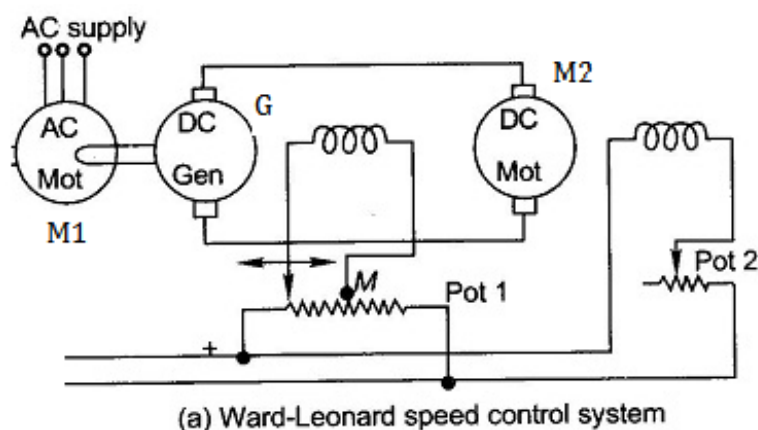 AC supply
M2
G
AC
Mot
DC
Gen
DC
Mot
M1
M
Pot 1
Pot 2
+
(a) Ward-Leonard speed control system